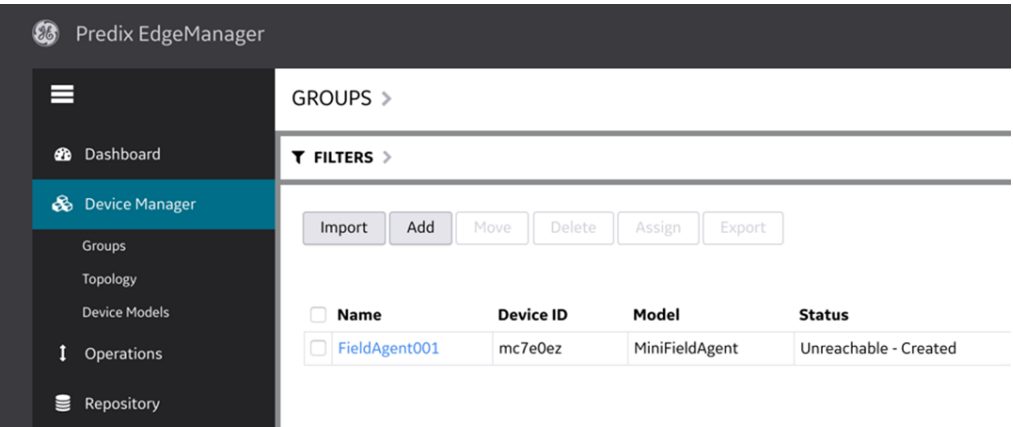 Predix EdgeManager
GROUPS >
Dashboard
FILTERS >
Device Manager
Groups
Topology
Device Models
Operations
Repository
Import Add Move Delete Assign Export
Name Device ID Model Status
FieldAgent001 mc7e0ez MiniFieldAgent Unreachable - Created